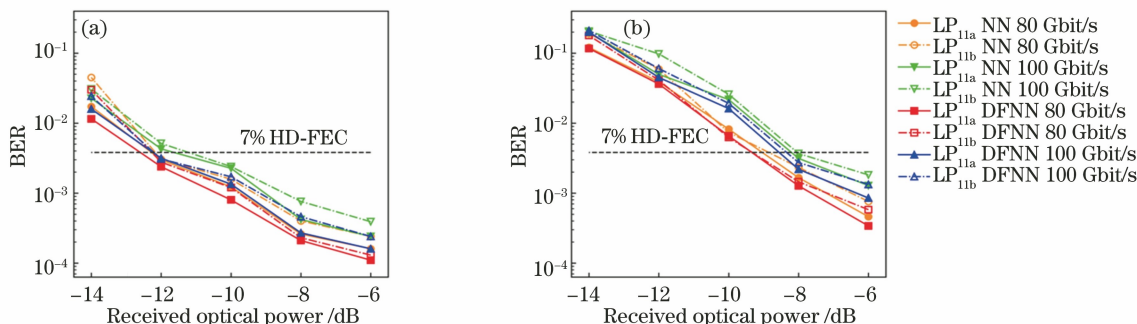 (a)
BER
10⁻¹
10⁻²
10⁻³
10⁻⁴
7% HD-FEC
−14 −12 −10 −8 −6
Received optical power /dB
(b)
BER
10⁻¹
10⁻²
10⁻³
10⁻⁴
7% HD-FEC
−14 −12 −10 −8 −6
Received optical power /dB
LP₁₁ₐ NN 80 Gbit/s
LP₁₁b NN 80 Gbit/s
LP₁₁ₐ NN 100 Gbit/s
LP₁₁b NN 100 Gbit/s
LP₁₁ₐ DFNN 80 Gbit/s
LP₁₁b DFNN 80 Gbit/s
LP₁₁ₐ DFNN 100 Gbit/s
LP₁₁b DFNN 100 Gbit/s